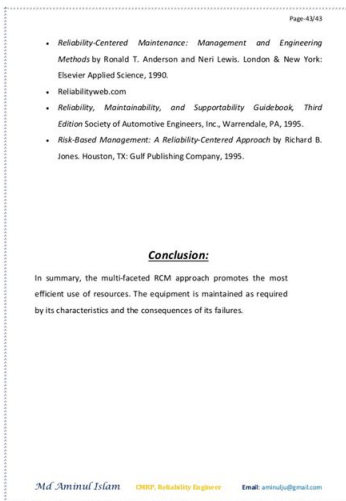 Page-43/43
• Reliability-Centered Maintenance: Management and Engineering
Methods by Ronald T. Anderson and Neri Lewis. London & New York:
Elsevier Applied Science, 1990.
• Reliabilityweb.com
• Reliability, Maintainability, and Supportability Guidebook, Third
Edition Society of Automotive Engineers, Inc., Warrendale, PA, 1995.
• Risk-Based Management: A Reliability-Centered Approach by Richard B.
Jones. Houston, TX: Gulf Publishing Company, 1995.
Conclusion:
In summary, the multi-faceted RCM approach promotes the most
efficient use of resources. The equipment is maintained as required
by its characteristics and the consequences of its failures.
Md Aminul Islam CMRP, Reliability Engineer Email: aminulju@gmail.com